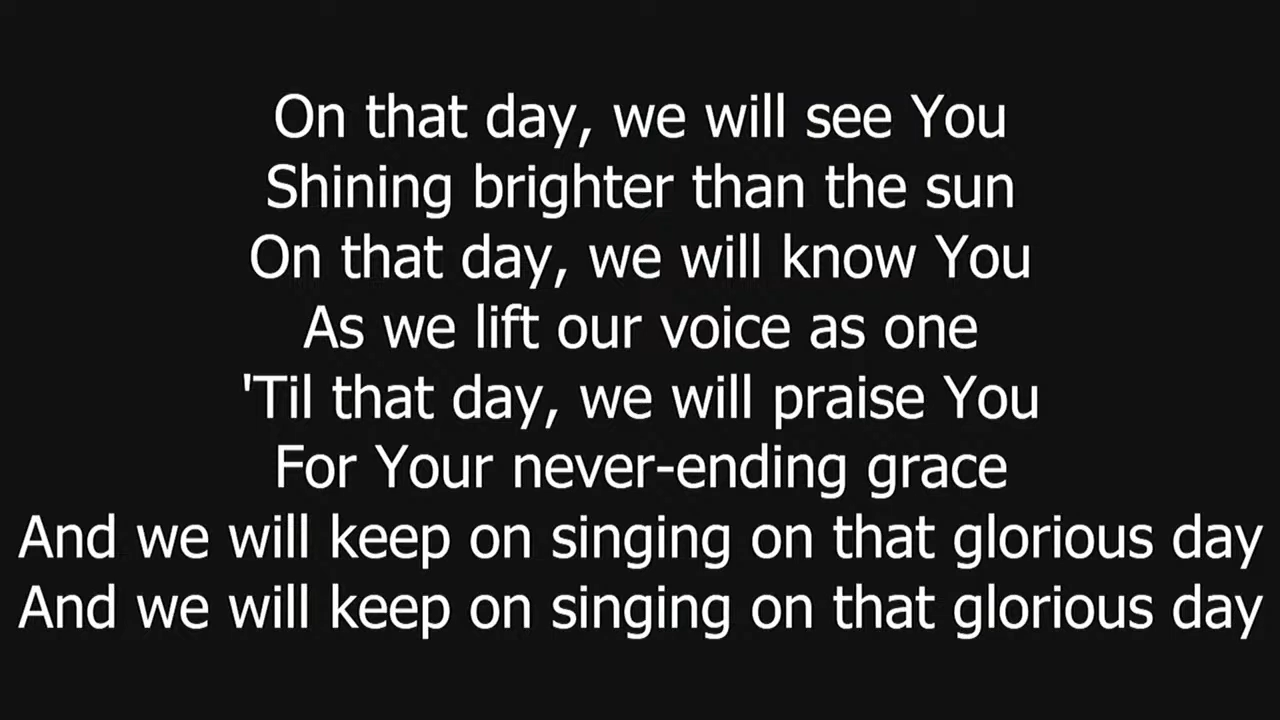 On that day, we will see You
Shining brighter than the sun
On that day, we will know You
As we lift our voice as one
'Til that day, we will praise You
For Your never-ending grace
And we will keep on singing on that glorious day
And we will keep on singing on that glorious day